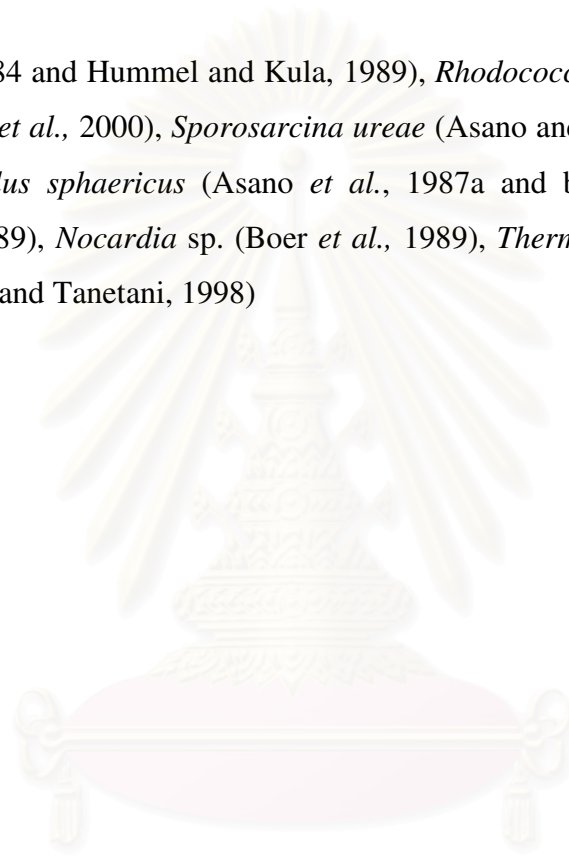 84 and Hummel and Kula, 1989), Rhodococc
et al., 2000), Sporosarcina ureae (Asano and
lus sphaericus (Asano et al., 1987a and b
89), Nocardia sp. (Boer et al., 1989), Therm
and Tanetani, 1998)